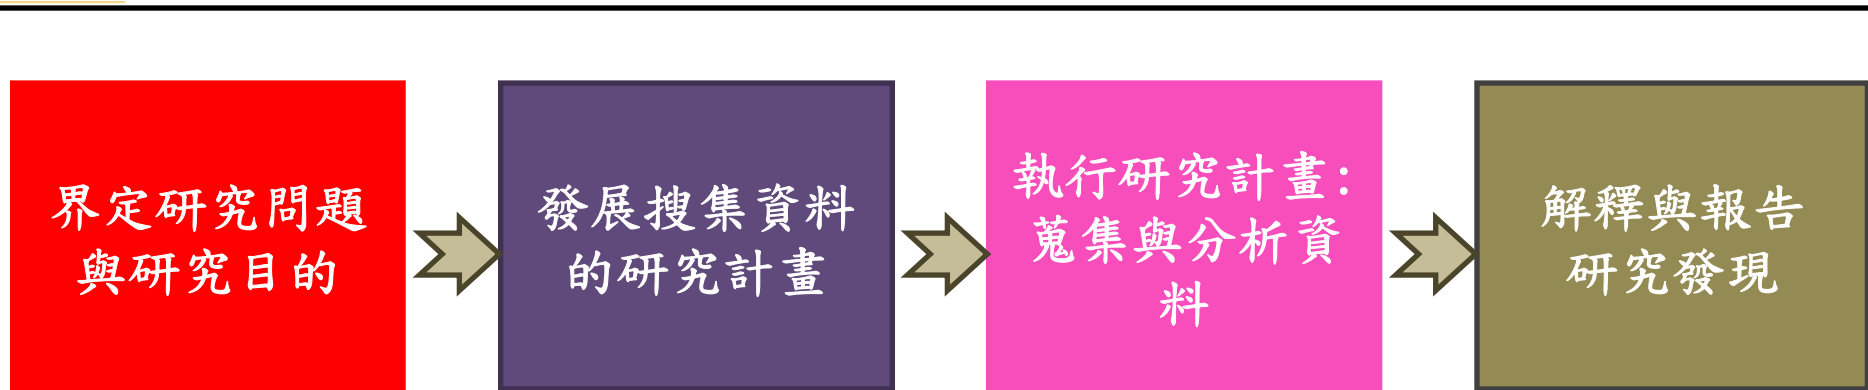 界定研究問題
與研究目的
發展搜集資料
的研究計畫
執行研究計畫:
蒐集與分析資
料
解釋與報告
研究發現